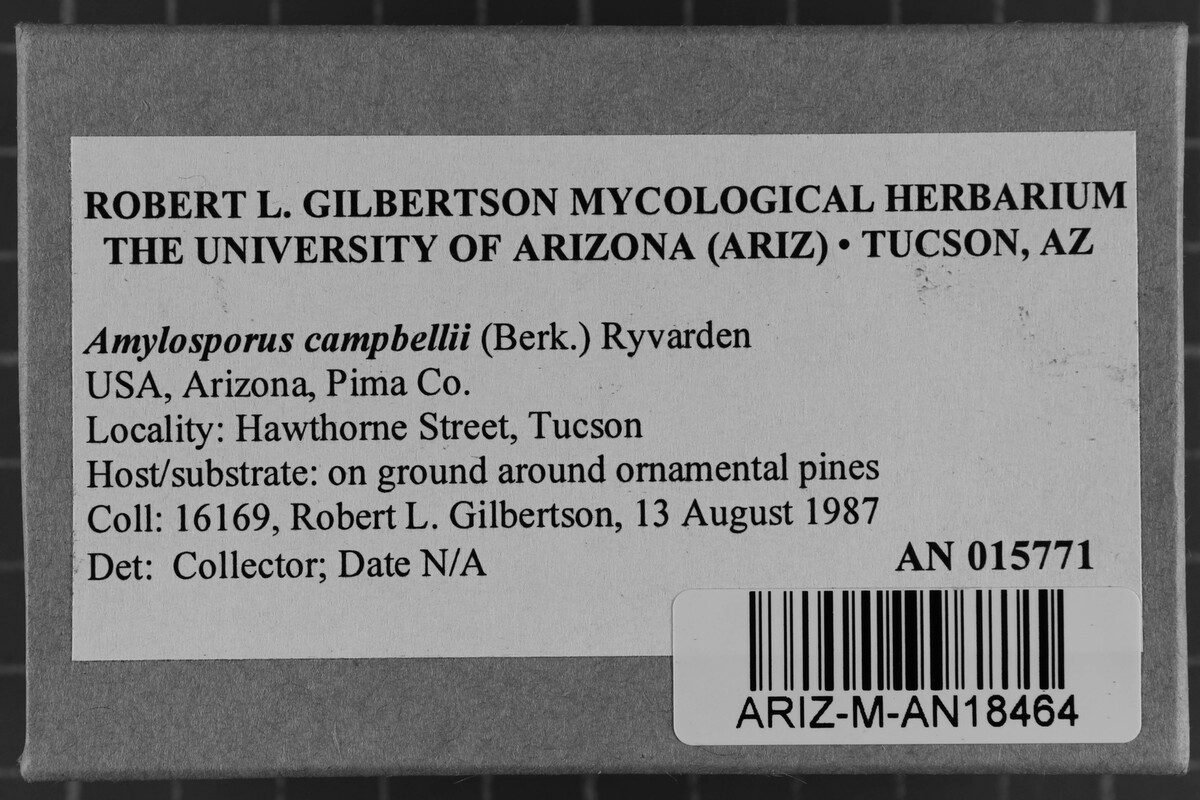 ROBERT L. GILBERTSON MYCOLOGICAL HERBARIUM
THE UNIVERSITY OF ARIZONA (ARIZ) • TUCSON, AZ
Amylosporus campbellii (Berk.) Ryvarden
USA, Arizona, Pima Co.
Locality: Hawthorne Street, Tucson
Host/substrate: on ground around ornamental pines
Coll: 16169, Robert L. Gilbertson, 13 August 1987
Det: Collector; Date N/A
AN 015771
ARIZ-M-AN18464